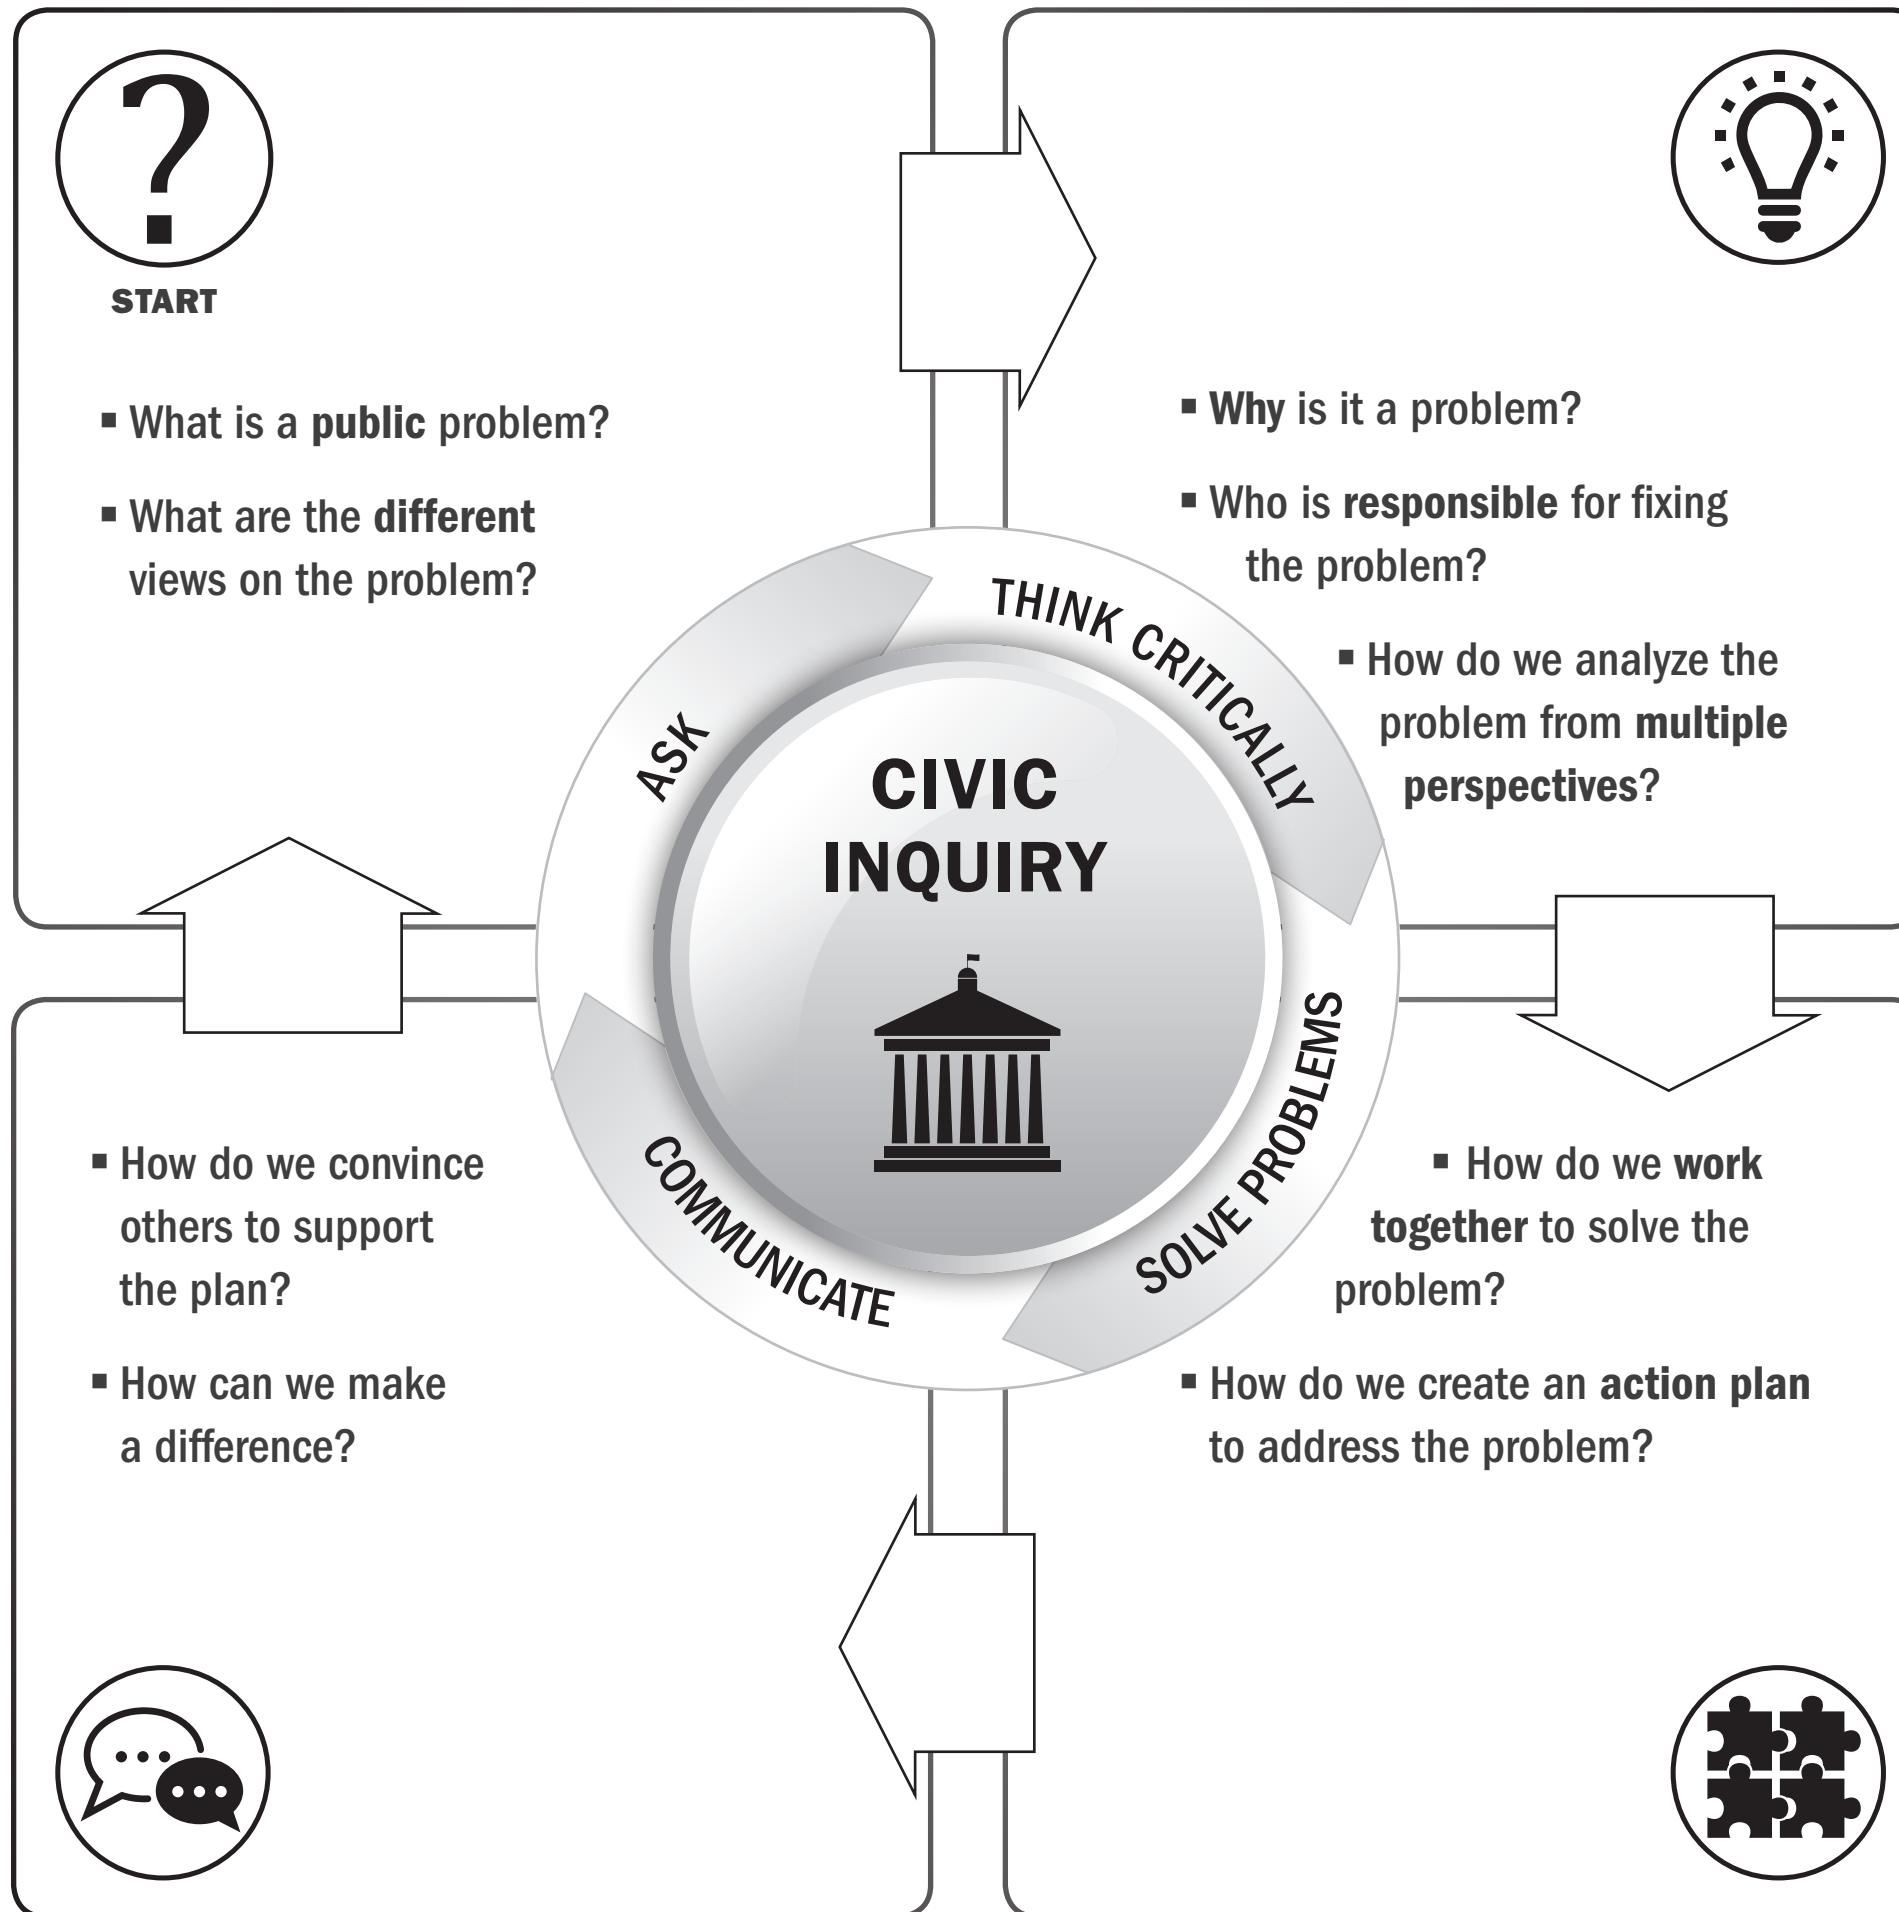 ?
START
▪ What is a public problem?
▪ What are the different
views on the problem?
▪ Why is it a problem?
▪ Who is responsible for fixing
the problem?
▪ How do we analyze the
problem from multiple
perspectives?
ASK
THINK CRITICALLY
SOLVE PROBLEMS
COMMUNICATE
CIVIC
INQUIRY
▪ How do we convince
others to support
the plan?
▪ How can we make
a difference?
▪ How do we work
together to solve the
problem?
▪ How do we create an action plan
to address the problem?